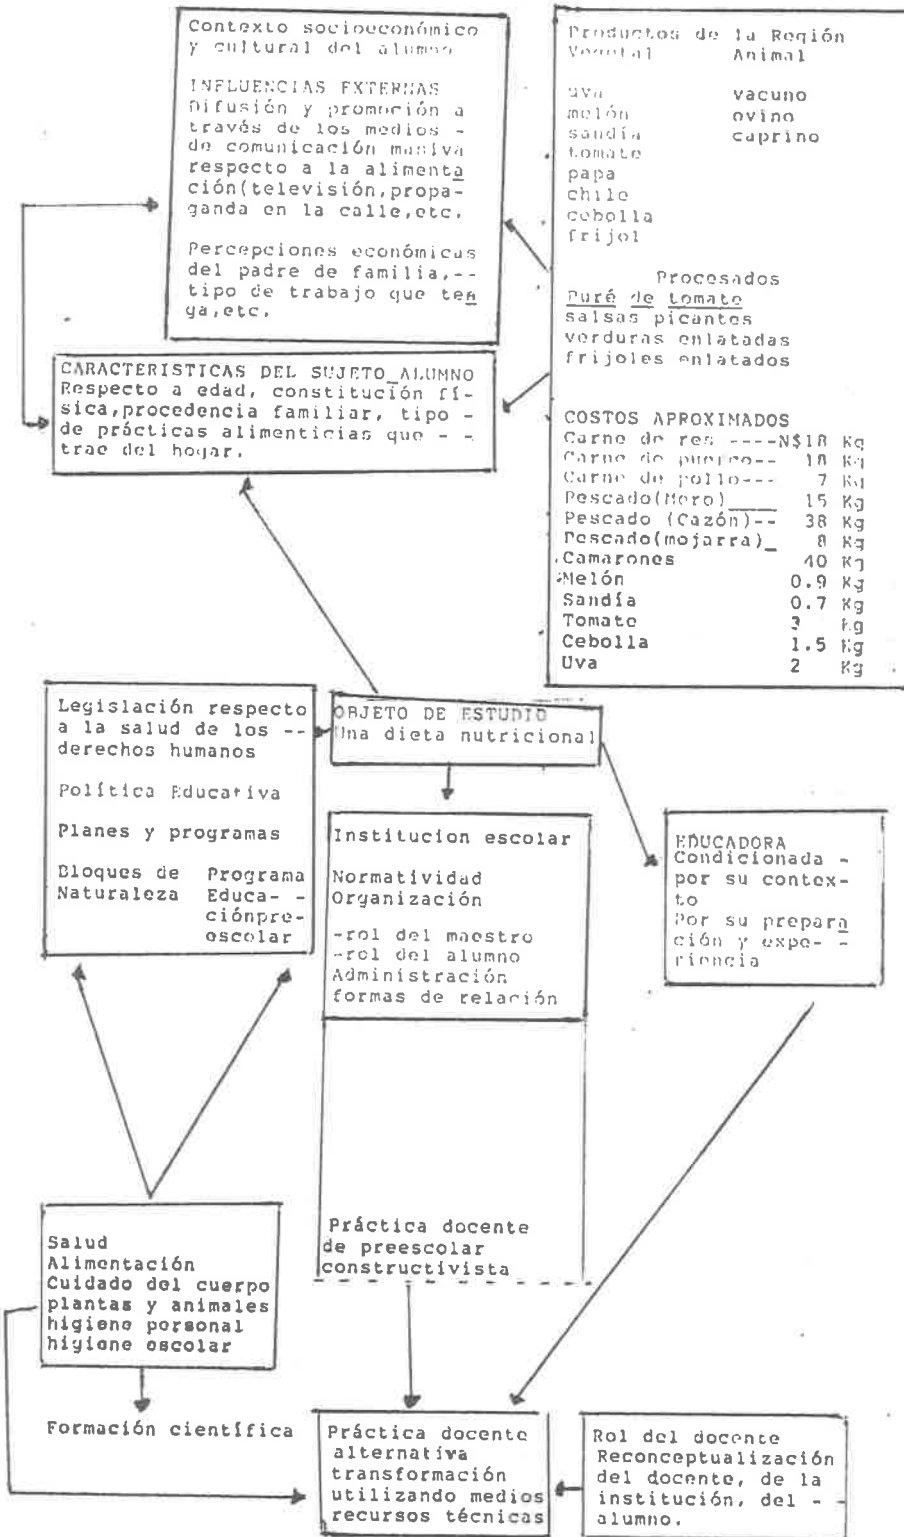 Contexto socioeconómico
y cultural del alumno
INFLUENCIAS EXTERNAS
Difusión y promoción a
través de los medios -
de comunicación masiva
respecto a la alimenta
ción(televisión,propa-
ganda en la calle,etc.
Percepciones económicas
del padre de familia,--
tipo de trabajo que ten
ga,etc.
Productos de la Región
Vegetal Animal
uva vacuno
melón ovino
sandía caprino
tomate
papa
chile
cebolla
frijol
Procesados
Puré de tomate
salsas picantes
verduras enlatadas
frijoles enlatados
COSTOS APROXIMADOS
Carne de res ----N$18 Kg
Carne de puerco-- 18 Kg
Carne de pollo--- 7 Kg
Pescado(Mero)____ 15 Kg
Pescado (Cazón)-- 38 Kg
Pescado(mojarra)_ 8 Kg
Camarones 40 Kg
Melón 0.9 Kg
Sandía 0.7 Kg
Tomate 3 Kg
Cebolla 1.5 Kg
Uva 2 Kg
CARACTERISTICAS DEL SUJETO_ALUMNO
Respecto a edad, constitución fí-
sica,procedencia familiar, tipo -
de prácticas alimenticias que - -
trae del hogar.
Legislación respecto
a la salud de los --
derechos humanos
Política Educativa
Planes y programas
Bloques de Programa
Naturaleza Educa- -
ciónpre-
escolar
OBJETO DE ESTUDIO
Una dieta nutricional
Institucion escolar
Normatividad
Organización
-rol del maestro
-rol del alumno
Administración
formas de relación
EDUCADORA
Condicionada -
por su contex-
to
Por su prepara
ción y expe- -
riencia
Práctica docente
de preescolar
constructivista
Salud
Alimentación
Cuidado del cuerpo
plantas y animales
higiene personal
higiene escolar
Formación científica
Práctica docente
alternativa
transformación
utilizando medios
recursos técnicas
Rol del docente
Reconceptualización
del docente, de la
institución, del -
alumno.